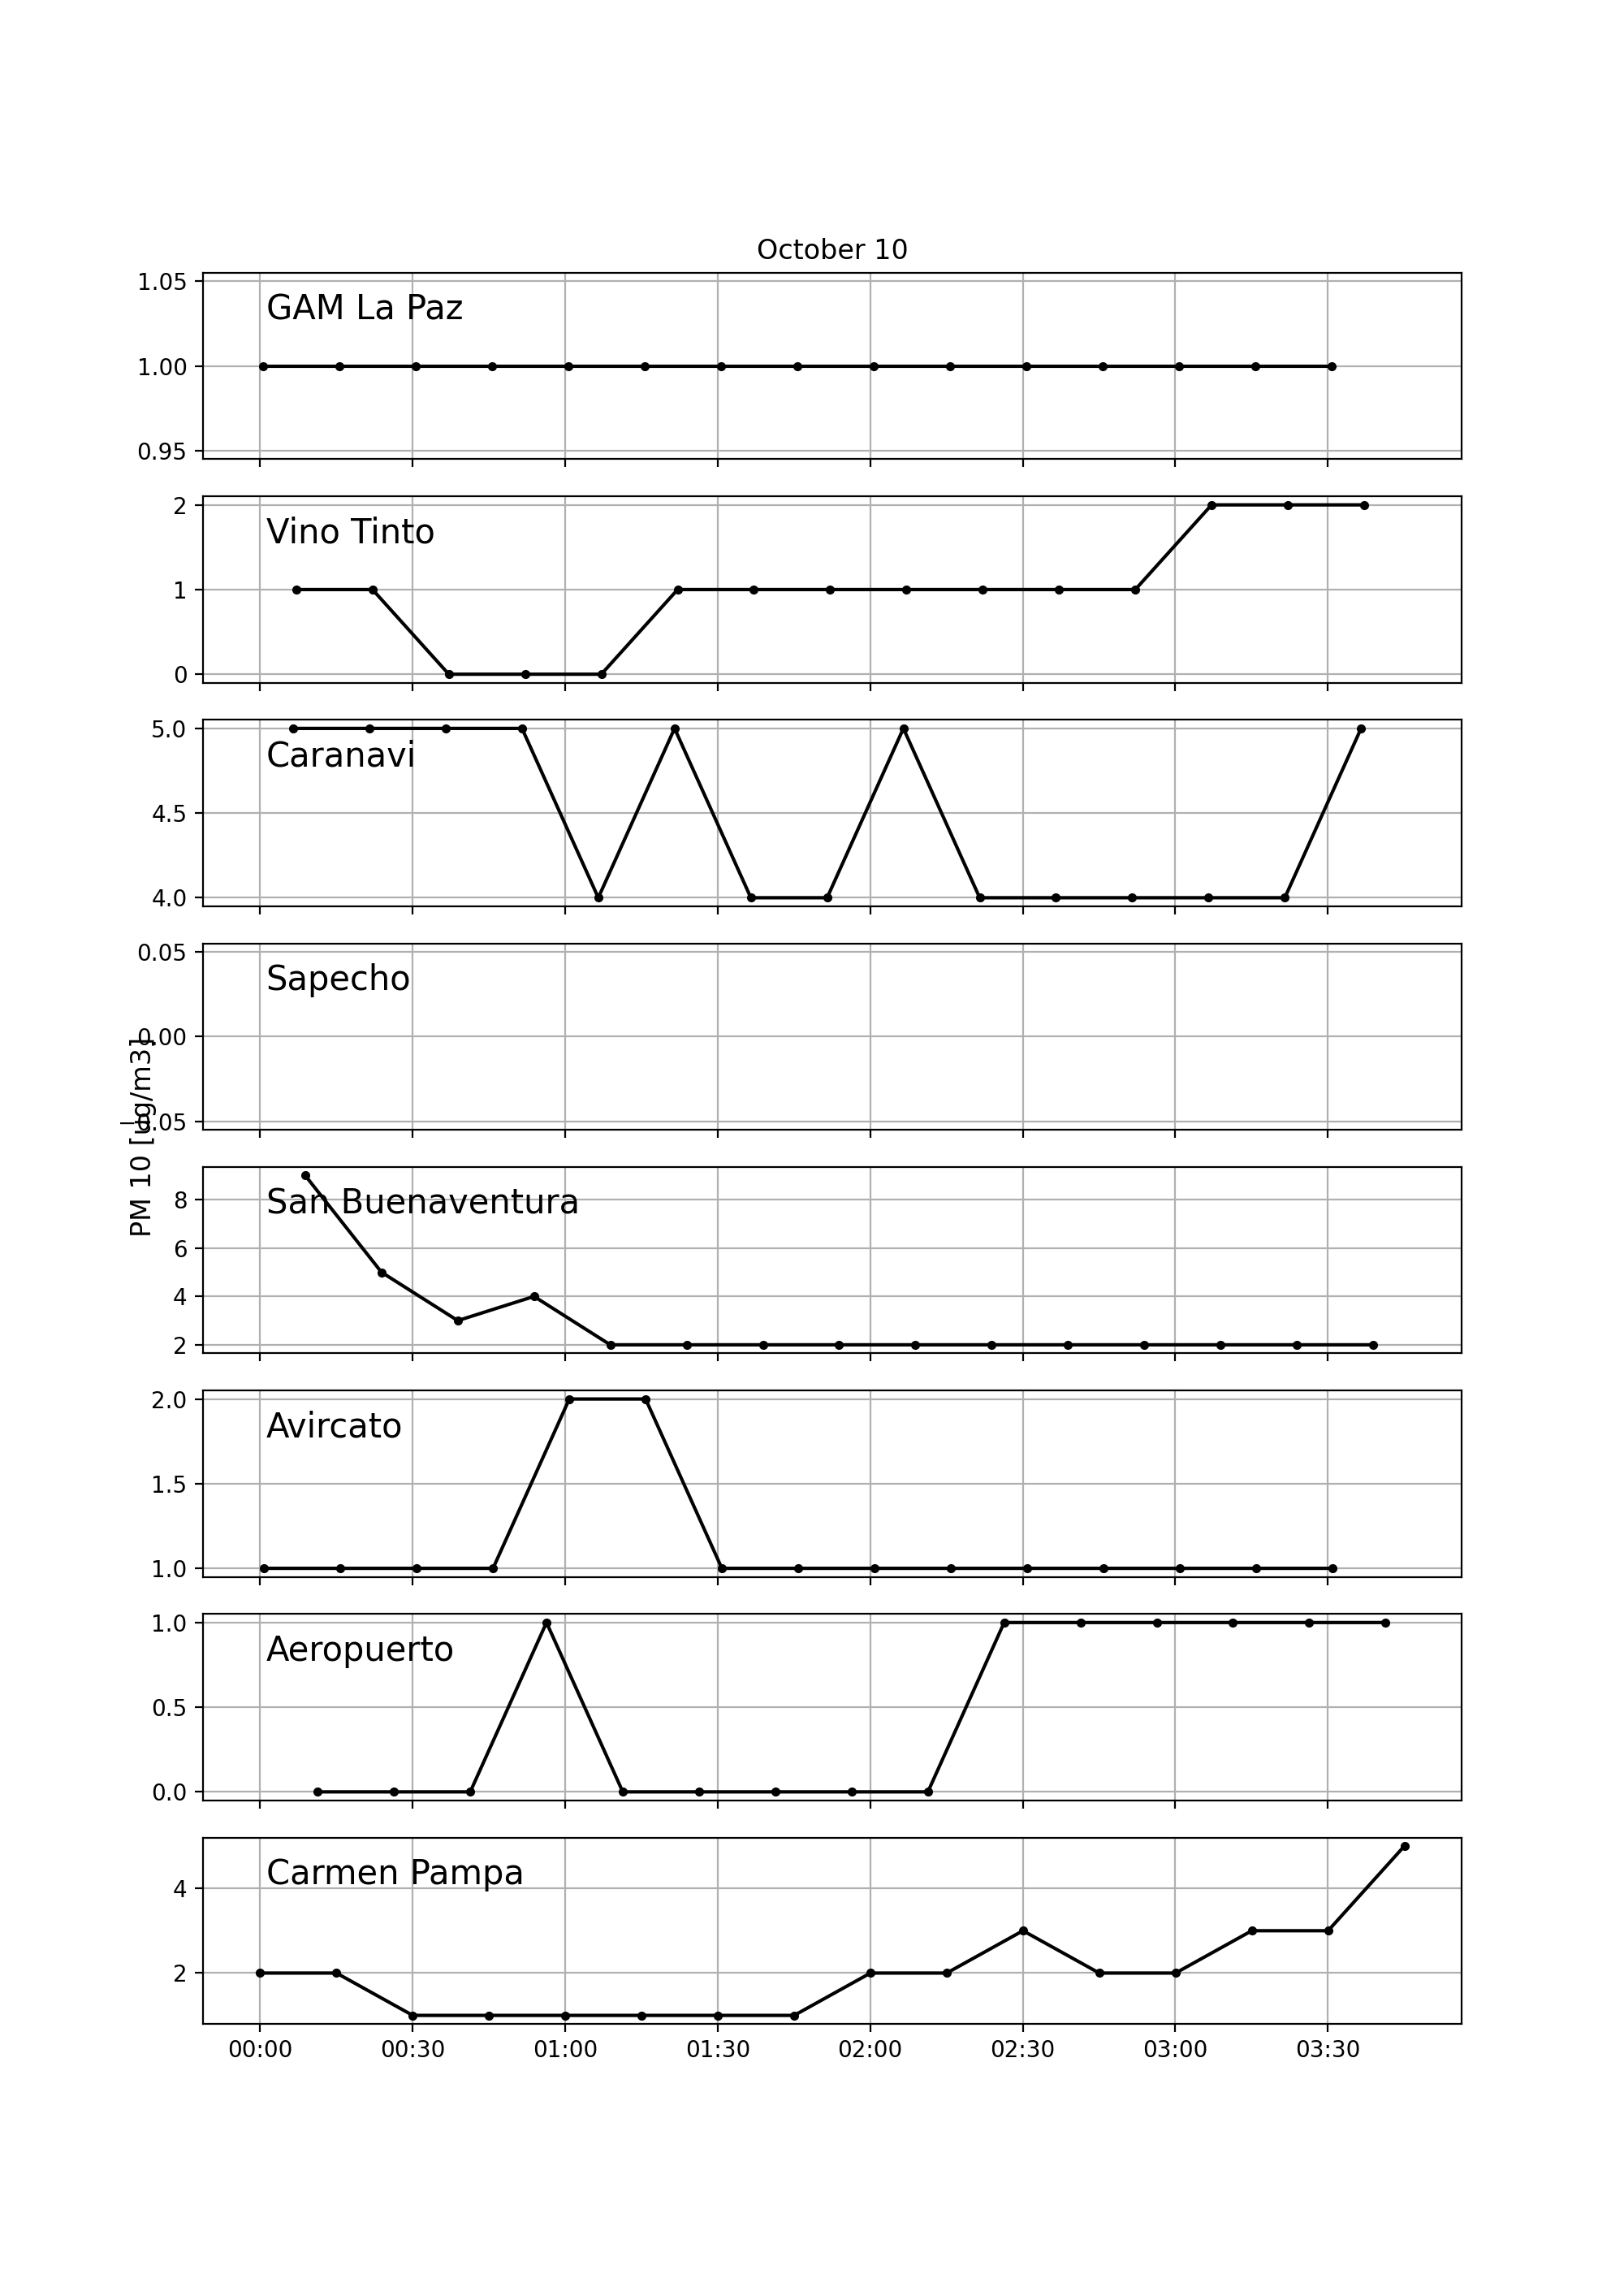 October 10
1.05
GAM La Paz
1.00
0.95
2
Vino Tinto
1
0
5.0
Caranavi
4.5
4.0
0.05
Sapecho
0.00
−0.05
PM 10 [ug/m3]
8
San Buenaventura
6
4
2
2.0
Avircato
1.5
1.0
1.0
Aeropuerto
0.5
0.0
Carmen Pampa
4
2
00:00 00:30 01:00 01:30 02:00 02:30 03:00 03:30